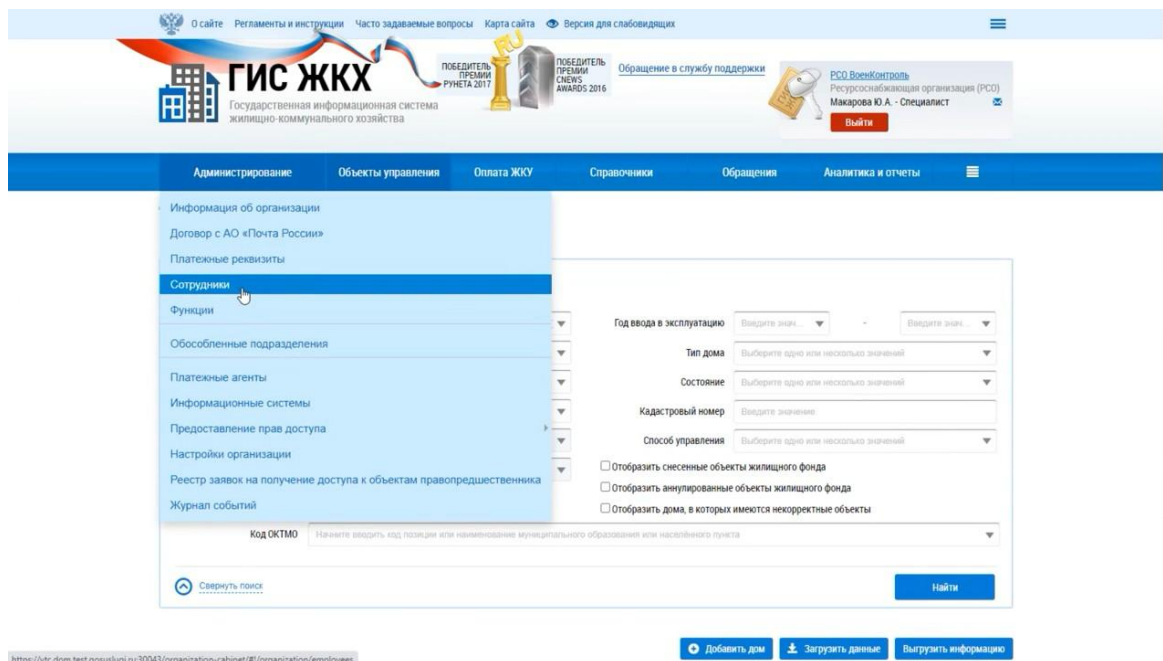 О сайте Регламенты и инструкции Часто задаваемые вопросы Карта сайта Версия для слабовидящих
ГИС ЖКХ
Государственная информационная система
жилищно-коммунального хозяйства
ПОБЕДИТЕЛЬ
ПРЕМИИ
РУНЕТА 2017
RU
ПОБЕДИТЕЛЬ
ПРЕМИИ
CNEWS
AWARDS 2016
Обращение в службу поддержки
РСО ВоенКонтроль
Ресурсоснабжающая организация (РСО)
Макарова Ю.А. - Специалист
Выйти
Администрирование Объекты управления Оплата ЖКУ Справочники Обращения Аналитика и отчеты
Информация об организации
Договор с АО «Почта России»
Платежные реквизиты
Сотрудники
Функции
Обособленные подразделения
Платежные агенты
Информационные системы
Предоставление прав доступа
Настройки организации
Реестр заявок на получение доступа к объектам правопредшественника
Журнал событий
Год ввода в эксплуатацию Введите знач... - Введите знач...
Тип дома Выберите одно или несколько значений
Состояние Выберите одно или несколько значений
Кадастровый номер Введите значение
Способ управления Выберите одно или несколько значений
Отобразить снесенные объекты жилищного фонда
Отобразить аннулированные объекты жилищного фонда
Отобразить дома, в которых имеются некорректные объекты
Код ОКТМО Начните вводить код позиции или наименование муниципального образования или населённого пункта
Свернуть поиск Найти
Добавить дом Загрузить данные Выгрузить информацию